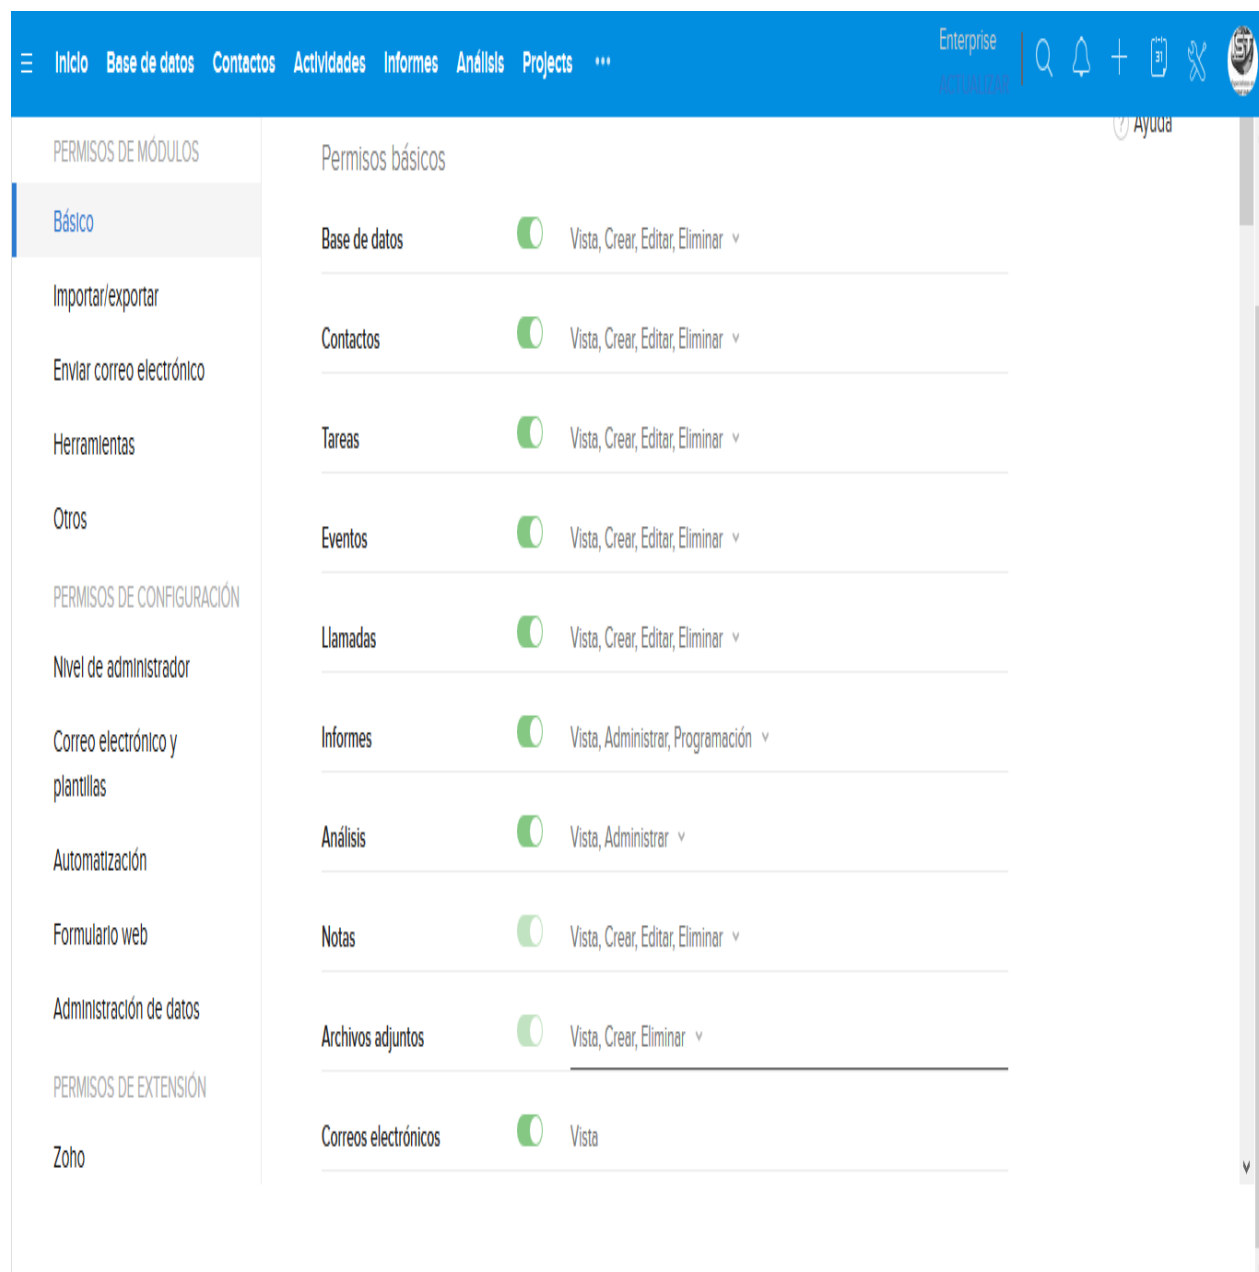 Inicio Base de datos Contactos Actividades Informes Análisis Projects ...
Enterprise
ACTUALIZAR
31
Ayuda
PERMISOS DE MÓDULOS
Básico
Importar/exportar
Enviar correo electrónico
Herramientas
Otros
PERMISOS DE CONFIGURACIÓN
Nivel de administrador
Correo electrónico y
plantillas
Automatización
Formulario web
Administración de datos
PERMISOS DE EXTENSIÓN
Zoho
Permisos básicos
Base de datos Vista, Crear, Editar, Eliminar
Contactos Vista, Crear, Editar, Eliminar
Tareas Vista, Crear, Editar, Eliminar
Eventos Vista, Crear, Editar, Eliminar
Llamadas Vista, Crear, Editar, Eliminar
Informes Vista, Administrar, Programación
Análisis Vista, Administrar
Notas Vista, Crear, Editar, Eliminar
Archivos adjuntos Vista, Crear, Eliminar
Correos electrónicos Vista